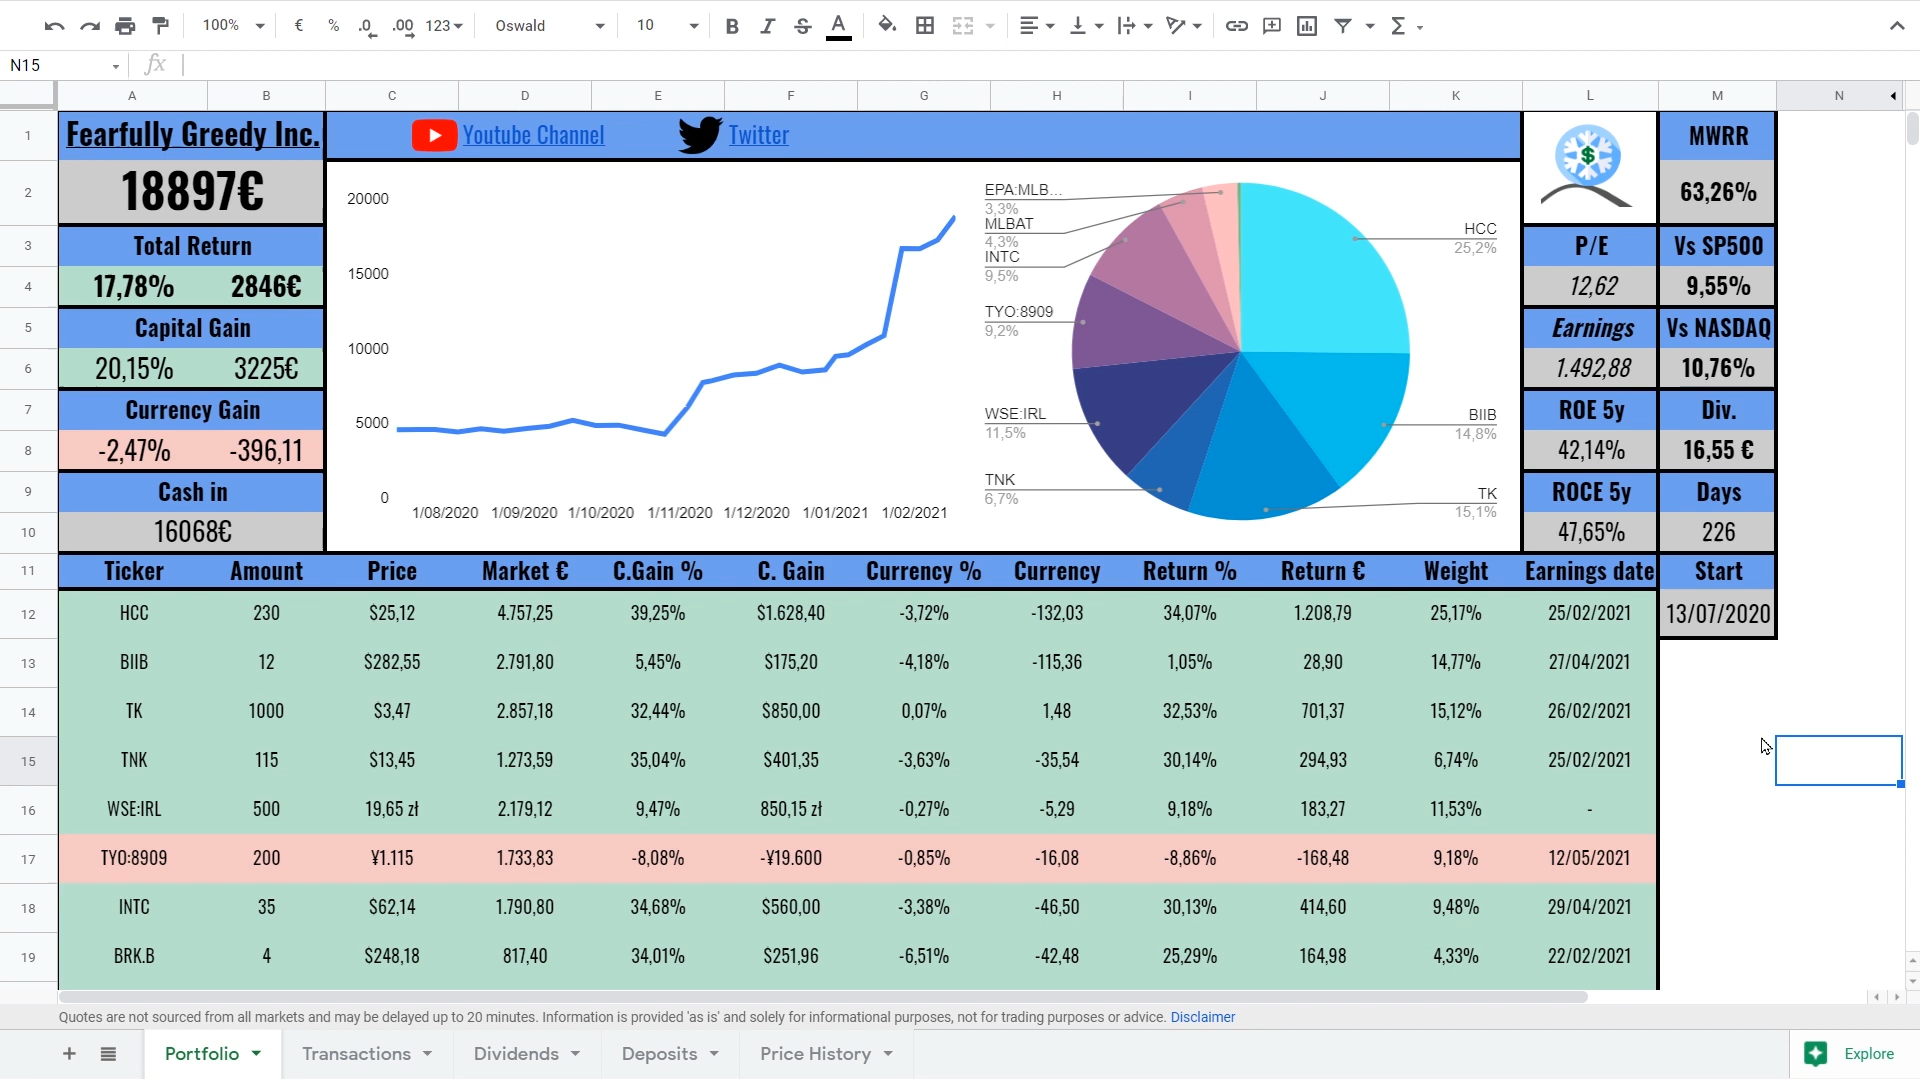 100% € % .0 .00 123 Oswald 10 B I S A Σ
N15 fx
A B C D E F G H I J K L M N
1 Fearfully Greedy Inc. Youtube Channel Twitter $ MWRR
2 18897€ 63,26%
3 Total Return P/E Vs SP500
4 17,78% 2846€ 12,62 9,55%
5 Capital Gain Earnings Vs NASDAQ
6 20,15% 3225€ 1.492,88 10,76%
7 Currency Gain ROE 5y Div.
8 -2,47% -396,11 42,14% 16,55 €
9 Cash in ROCE 5y Days
10 16068€ 47,65% 226
20000
15000
10000
5000
0
1/08/2020 1/09/2020 1/10/2020 1/11/2020 1/12/2020 1/01/2021 1/02/2021
EPA:MLB...
3,3%
MLBAT
4,3%
INTC
9,5%
TYO:8909
9,2%
WSE:IRL
11,5%
TNK
6,7%
HCC
25,2%
BIIB
14,8%
TK
15,1%
11 Ticker Amount Price Market € C.Gain % C. Gain Currency % Currency Return % Return € Weight Earnings date Start
12 HCC 230 $25,12 4.757,25 39,25% $1.628,40 -3,72% -132,03 34,07% 1.208,79 25,17% 25/02/2021 13/07/2020
13 BIIB 12 $282,55 2.791,80 5,45% $175,20 -4,18% -115,36 1,05% 28,90 14,77% 27/04/2021
14 TK 1000 $3,47 2.857,18 32,44% $850,00 0,07% 1,48 32,53% 701,37 15,12% 26/02/2021
15 TNK 115 $13,45 1.273,59 35,04% $401,35 -3,63% -35,54 30,14% 294,93 6,74% 25/02/2021
16 WSE:IRL 500 19,65 zł 2.179,12 9,47% 850,15 zł -0,27% -5,29 9,18% 183,27 11,53% -
17 TYO:8909 200 ¥1.115 1.733,83 -8,08% -¥19.600 -0,85% -16,08 -8,86% -168,48 9,18% 12/05/2021
18 INTC 35 $62,14 1.790,80 34,68% $560,00 -3,38% -46,50 30,13% 414,60 9,48% 29/04/2021
19 BRK.B 4 $248,18 817,40 34,01% $251,96 -6,51% -42,48 25,29% 164,98 4,33% 22/02/2021
Quotes are not sourced from all markets and may be delayed up to 20 minutes. Information is provided 'as is' and solely for informational purposes, not for trading purposes or advice. Disclaimer
+ Portfolio Transactions Dividends Deposits Price History Explore